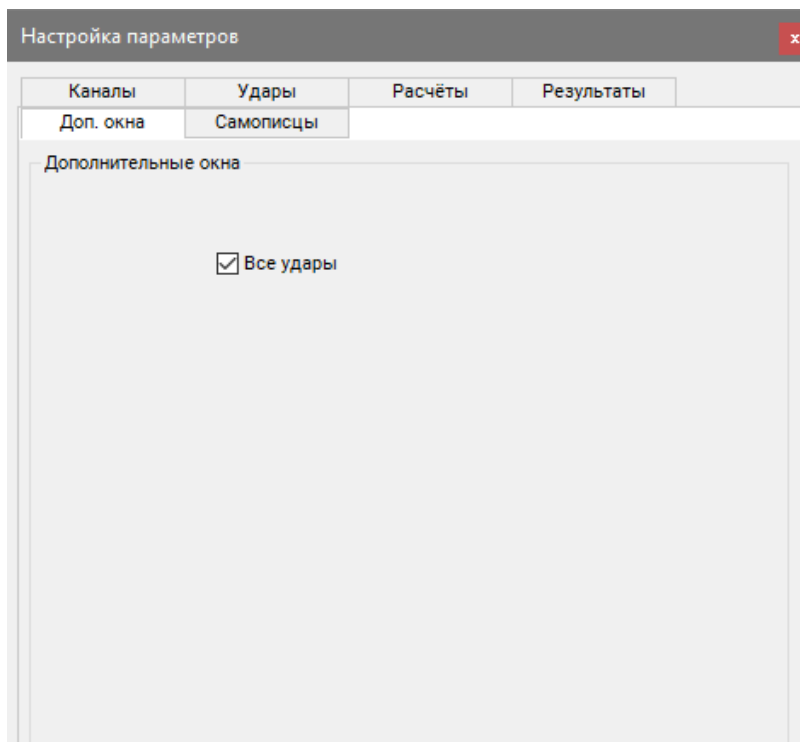 Настройка параметров
x
Каналы Удары Расчёты Результаты
Доп. окна Самописцы
Дополнительные окна
Все удары